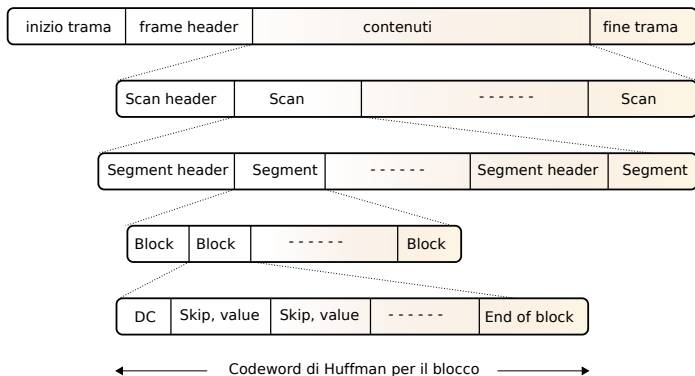 inizio trama frame header contenuti fine trama
Scan header Scan ------ Scan
Segment header Segment ------ Segment header Segment
Block Block ------ Block
DC Skip, value Skip, value ------ End of block
Codeword di Huffman per il blocco